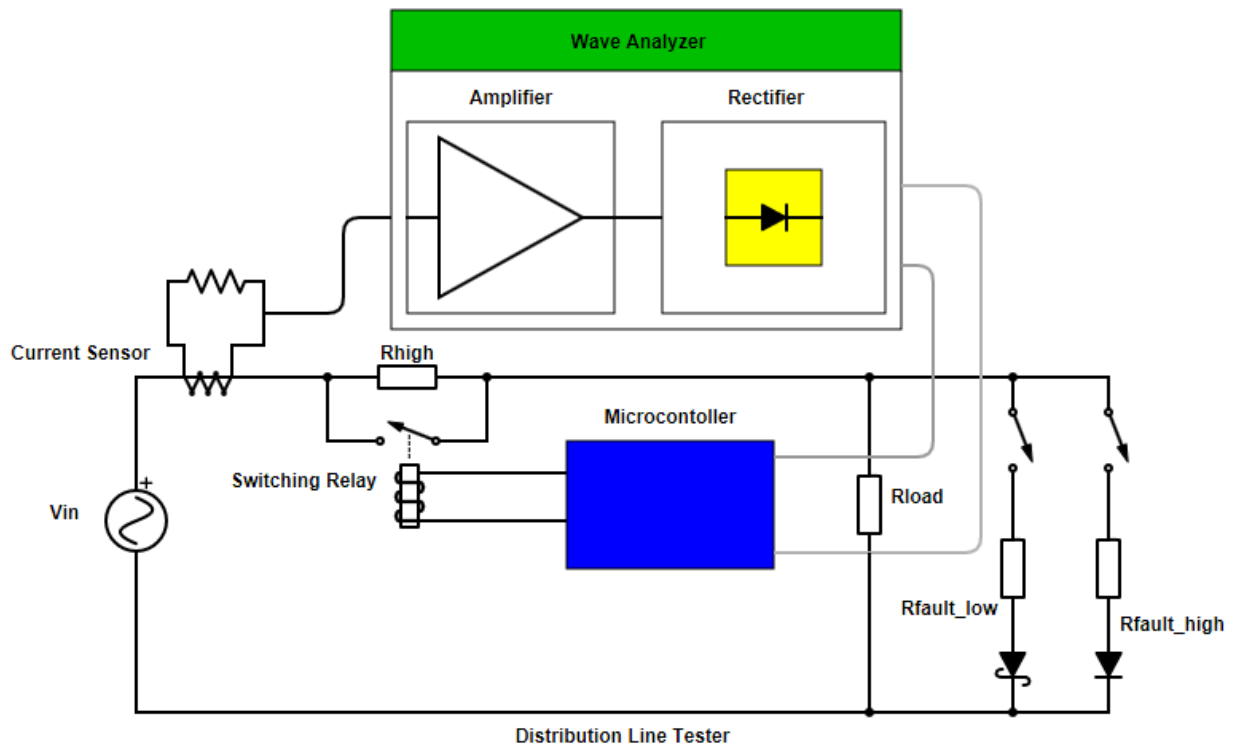 Wave Analyzer
Amplifier
Rectifier
Current Sensor
Rhigh
Microcontoller
Switching Relay
Vin
+
Rload
Rfault_low
Rfault_high
Distribution Line Tester